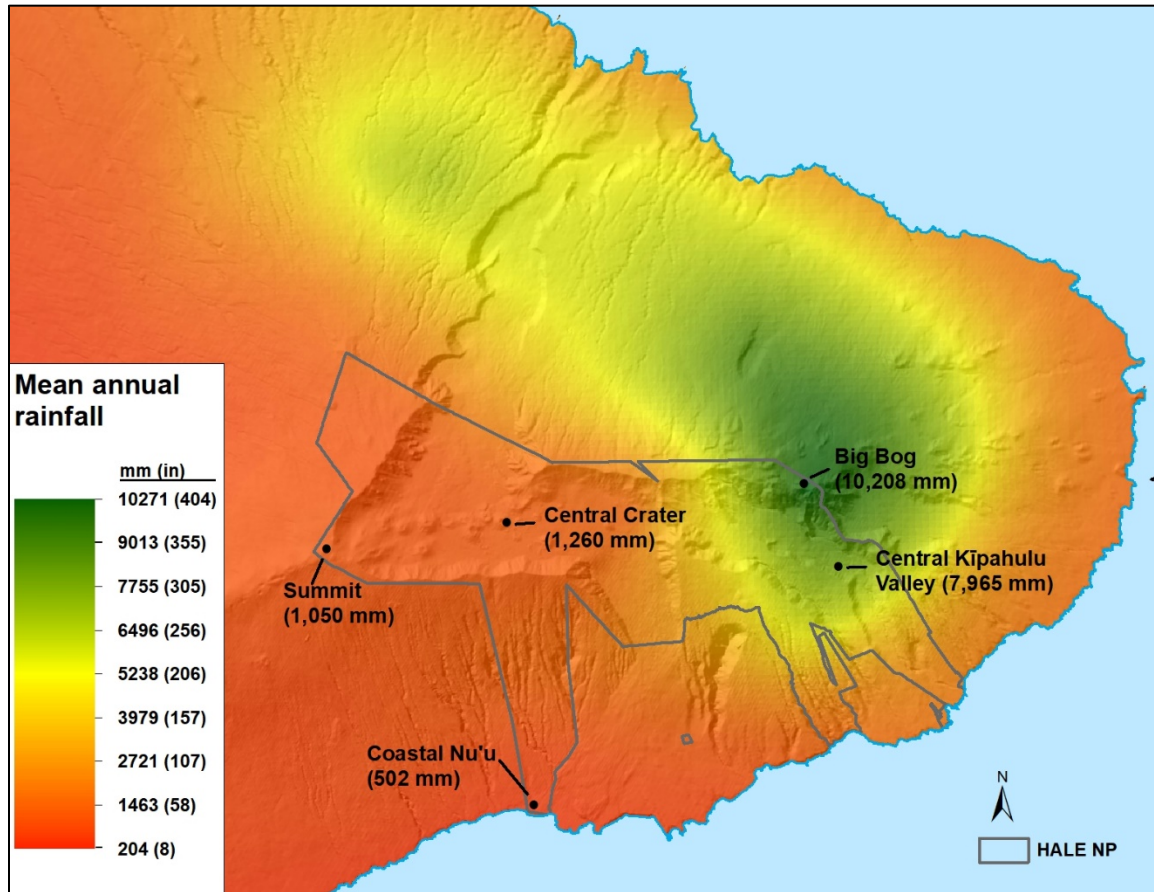 Mean annual
rainfall
mm (in)
10271 (404)
9013 (355)
7755 (305)
6496 (256)
5238 (206)
3979 (157)
2721 (107)
1463 (58)
204 (8)
Big Bog
(10,208 mm)
Central Crater
(1,260 mm)
Central Kīpahulu
Valley (7,965 mm)
Summit
(1,050 mm)
Coastal Nu'u
(502 mm)
N
HALE NP